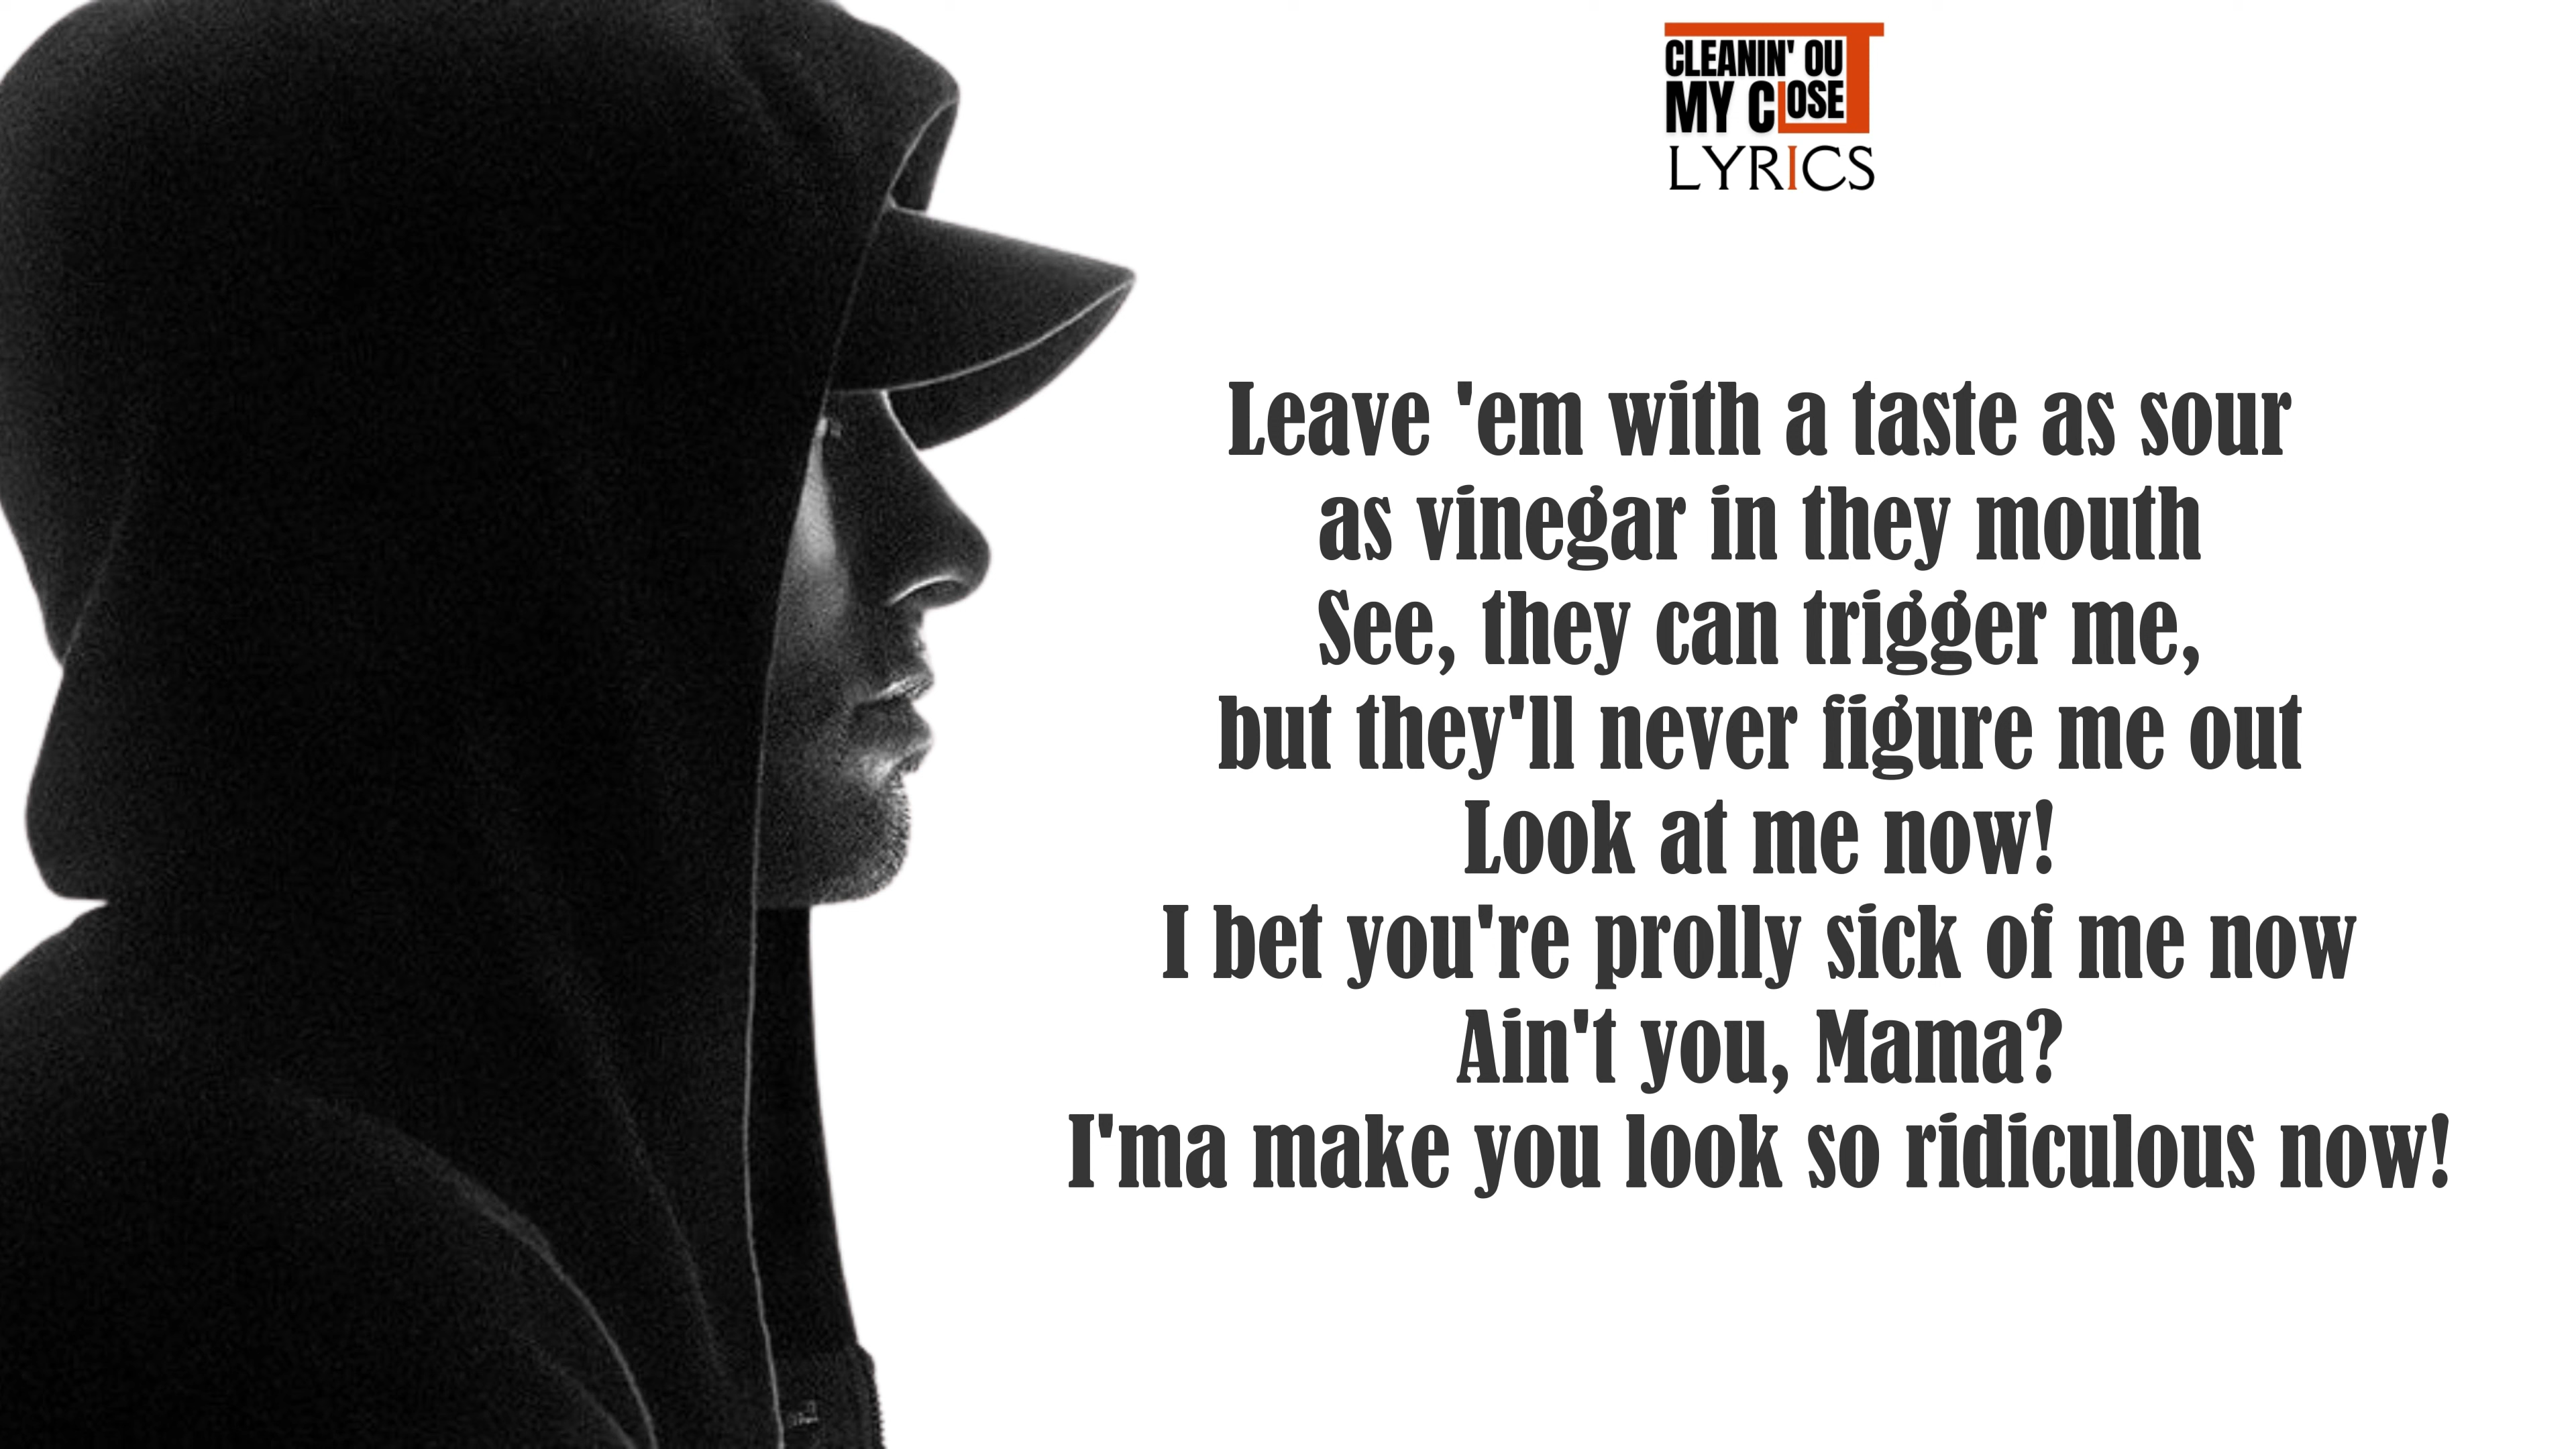 CLEANIN' OUT
MY CLOSET
LYRICS
Leave 'em with a taste as sour
as vinegar in they mouth
See, they can trigger me,
but they'll never figure me out
Look at me now!
I bet you're prolly sick of me now
Ain't you, Mama?
I'ma make you look so ridiculous now!